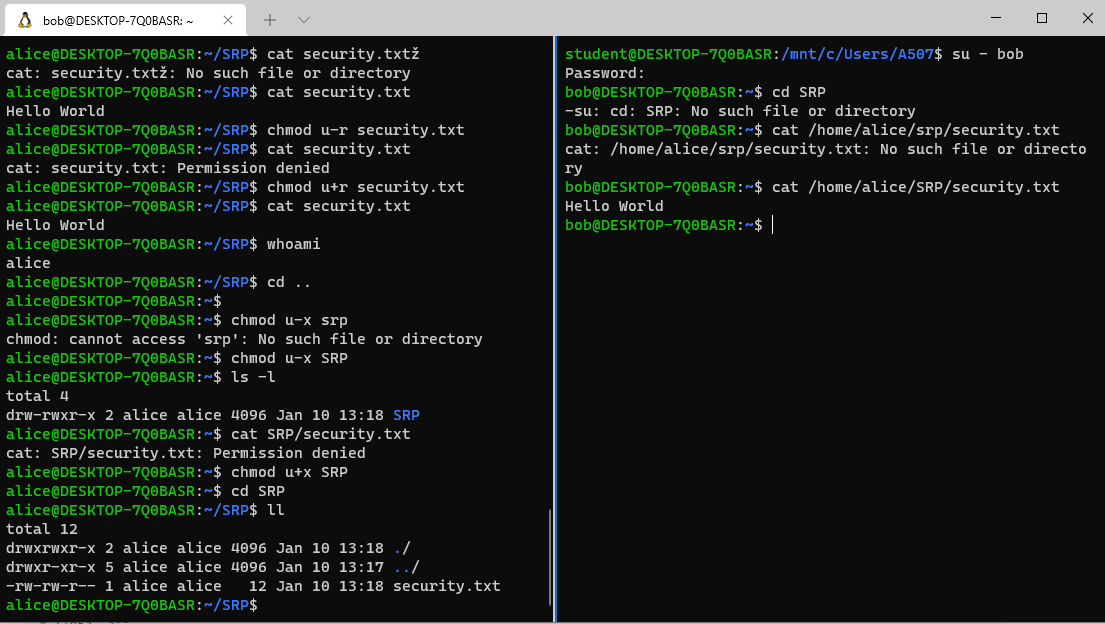 bob@DESKTOP-7Q0BASR: ~
alice@DESKTOP-7Q0BASR:~/SRP$ cat security.txtž
cat: security.txtž: No such file or directory
alice@DESKTOP-7Q0BASR:~/SRP$ cat security.txt
Hello World
alice@DESKTOP-7Q0BASR:~/SRP$ chmod u-r security.txt
alice@DESKTOP-7Q0BASR:~/SRP$ cat security.txt
cat: security.txt: Permission denied
alice@DESKTOP-7Q0BASR:~/SRP$ chmod u+r security.txt
alice@DESKTOP-7Q0BASR:~/SRP$ cat security.txt
Hello World
alice@DESKTOP-7Q0BASR:~/SRP$ whoami
alice
alice@DESKTOP-7Q0BASR:~/SRP$ cd ..
alice@DESKTOP-7Q0BASR:~$
alice@DESKTOP-7Q0BASR:~$ chmod u-x srp
chmod: cannot access 'srp': No such file or directory
alice@DESKTOP-7Q0BASR:~$ chmod u-x SRP
alice@DESKTOP-7Q0BASR:~$ ls -l
total 4
drw-rwxr-x 2 alice alice 4096 Jan 10 13:18 SRP
alice@DESKTOP-7Q0BASR:~$ cat SRP/security.txt
cat: SRP/security.txt: Permission denied
alice@DESKTOP-7Q0BASR:~$ chmod u+x SRP
alice@DESKTOP-7Q0BASR:~$ cd SRP
alice@DESKTOP-7Q0BASR:~/SRP$ ll
total 12
drwxrwxr-x 2 alice alice 4096 Jan 10 13:18 ./
drwxr-xr-x 5 alice alice 4096 Jan 10 13:17 ../
-rw-rw-r-- 1 alice alice   12 Jan 10 13:18 security.txt
alice@DESKTOP-7Q0BASR:~/SRP$
student@DESKTOP-7Q0BASR:/mnt/c/Users/A507$ su - bob
Password:
bob@DESKTOP-7Q0BASR:~$ cd SRP
-su: cd: SRP: No such file or directory
bob@DESKTOP-7Q0BASR:~$ cat /home/alice/srp/security.txt
cat: /home/alice/srp/security.txt: No such file or directo
ry
bob@DESKTOP-7Q0BASR:~$ cat /home/alice/SRP/security.txt
Hello World
bob@DESKTOP-7Q0BASR:~$